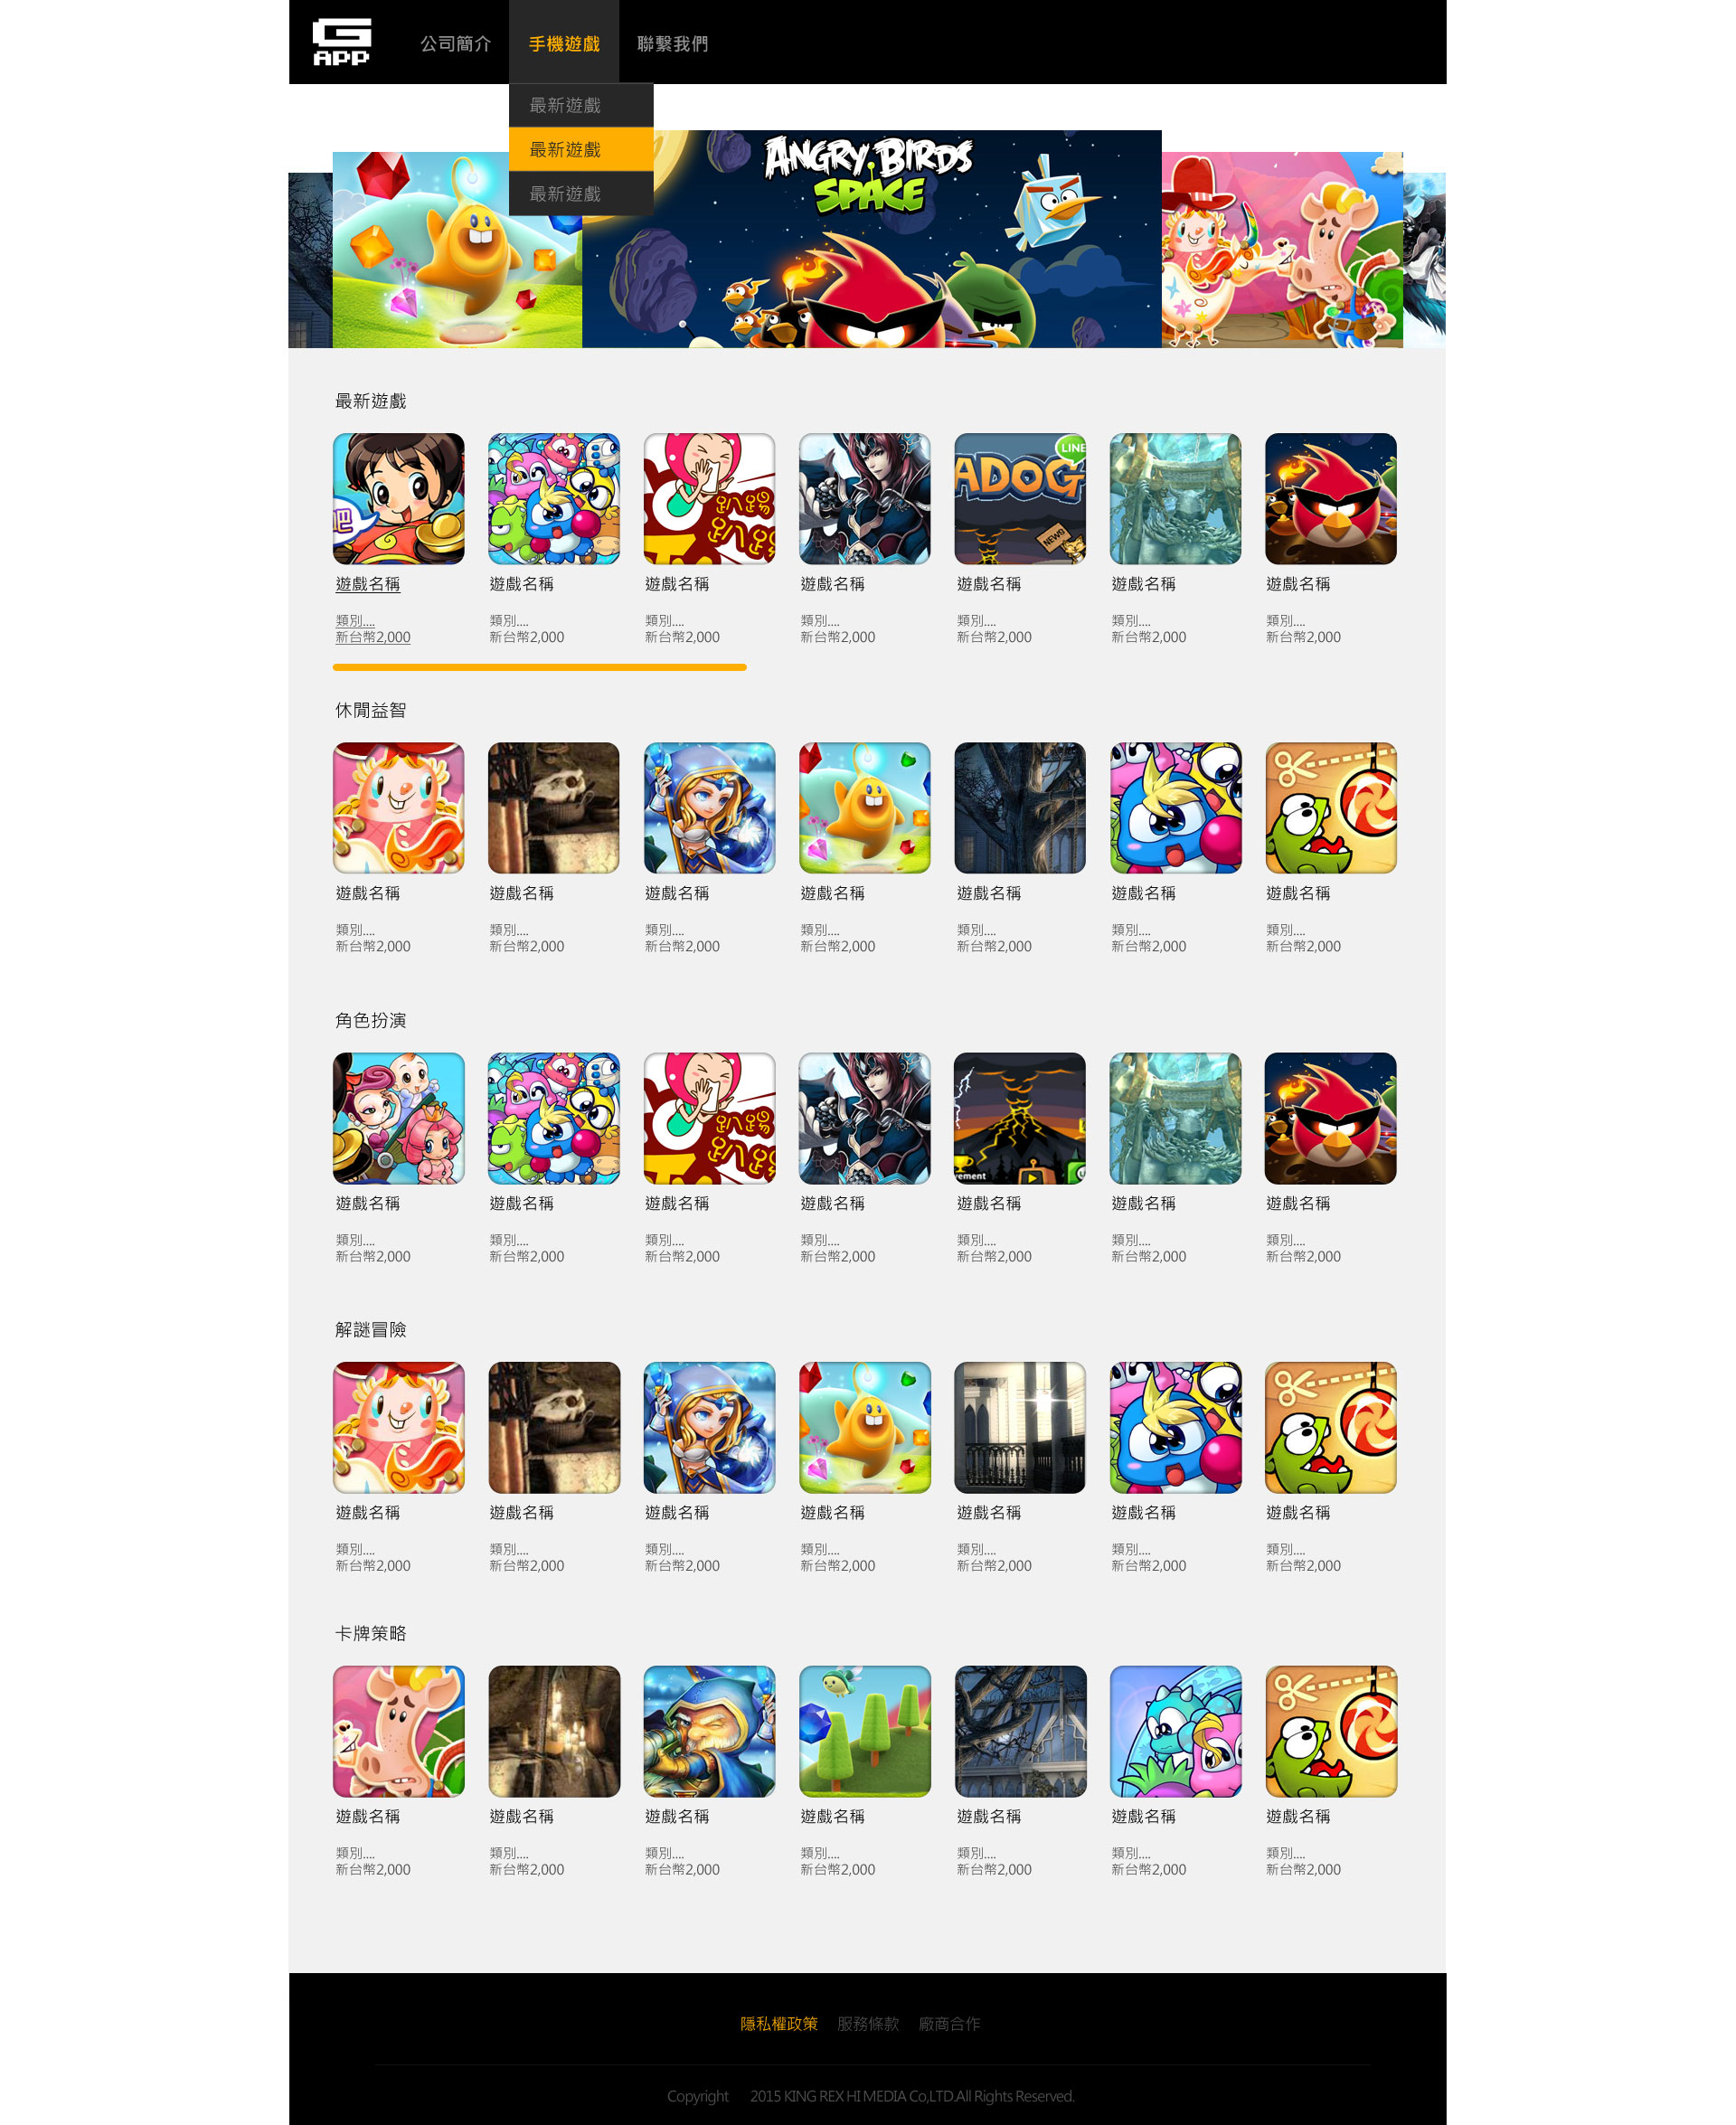 G
APP
公司簡介 手機遊戲 聯繫我們
最新遊戲
最新遊戲
最新遊戲
ANGRY BIRDS
SPACE
最新遊戲
吧
趴踢
趴踢
LINE
ADOG
NEW!!
遊戲名稱 遊戲名稱 遊戲名稱 遊戲名稱 遊戲名稱 遊戲名稱 遊戲名稱
類別.... 類別.... 類別.... 類別.... 類別.... 類別.... 類別....
新台幣2,000 新台幣2,000 新台幣2,000 新台幣2,000 新台幣2,000 新台幣2,000 新台幣2,000
休閒益智
遊戲名稱 遊戲名稱 遊戲名稱 遊戲名稱 遊戲名稱 遊戲名稱 遊戲名稱
類別.... 類別.... 類別.... 類別.... 類別.... 類別.... 類別....
新台幣2,000 新台幣2,000 新台幣2,000 新台幣2,000 新台幣2,000 新台幣2,000 新台幣2,000
角色扮演
趴踢
趴踢
vement
遊戲名稱 遊戲名稱 遊戲名稱 遊戲名稱 遊戲名稱 遊戲名稱 遊戲名稱
類別.... 類別.... 類別.... 類別.... 類別.... 類別.... 類別....
新台幣2,000 新台幣2,000 新台幣2,000 新台幣2,000 新台幣2,000 新台幣2,000 新台幣2,000
解謎冒險
遊戲名稱 遊戲名稱 遊戲名稱 遊戲名稱 遊戲名稱 遊戲名稱 遊戲名稱
類別.... 類別.... 類別.... 類別.... 類別.... 類別.... 類別....
新台幣2,000 新台幣2,000 新台幣2,000 新台幣2,000 新台幣2,000 新台幣2,000 新台幣2,000
卡牌策略
遊戲名稱 遊戲名稱 遊戲名稱 遊戲名稱 遊戲名稱 遊戲名稱 遊戲名稱
類別.... 類別.... 類別.... 類別.... 類別.... 類別.... 類別....
新台幣2,000 新台幣2,000 新台幣2,000 新台幣2,000 新台幣2,000 新台幣2,000 新台幣2,000
隱私權政策 服務條款 廠商合作
Copyright 2015 KING REX HI MEDIA Co,LTD.All Rights Reserved.